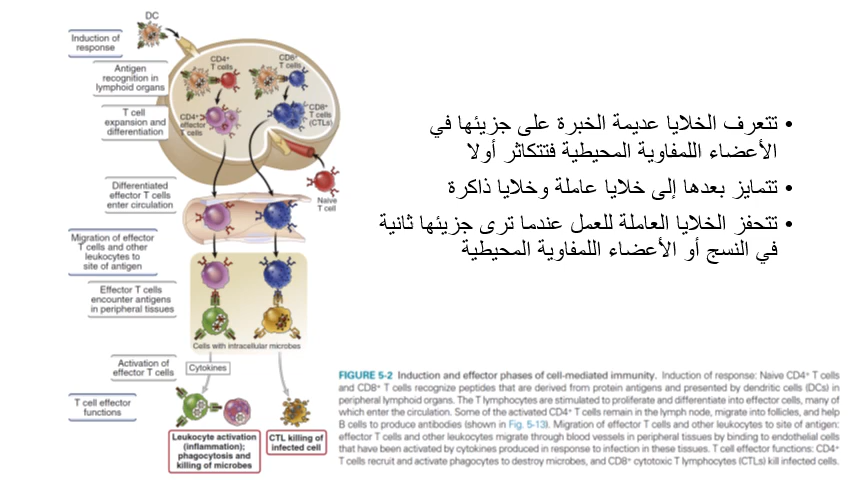 DC
Induction of
response
Antigen
recognition in
lymphoid organs
CD4+
T cells
CD8+
T cells
T cell
expansion and
differentiation
CD4+
effector
T cells
CD8+
T cells
(CTLs)
Naive
T cell
Differentiated
effector T cells
enter circulation
Migration of effector
T cells and other
leukocytes to
site of antigen
Effector T cells
encounter antigens
in peripheral tissues
Cells with intracellular microbes
Activation of
effector T cells
Cytokines
T cell effector
functions
Leukocyte activation
(inflammation);
phagocytosis and
killing of microbes
CTL killing of
infected cell
• تتعرف الخلايا عديمة الخبرة على جزيئها في
الأعضاء اللمفاوية المحيطية فتتكاثر أولا
• تتمايز بعدها إلى خلايا عاملة وخلايا ذاكرة
• تتحفز الخلايا العاملة للعمل عندما ترى جزيئها ثانية
في النسج أو الأعضاء اللمفاوية المحيطية
FIGURE 5-2 Induction and effector phases of cell-mediated immunity. Induction of response: Naive CD4+ T cells
and CD8+ T cells recognize peptides that are derived from protein antigens and presented by dendritic cells (DCs) in
peripheral lymphoid organs. The T lymphocytes are stimulated to proliferate and differentiate into effector cells, many of
which enter the circulation. Some of the activated CD4+ T cells remain in the lymph node, migrate into follicles, and help
B cells to produce antibodies (shown in Fig. 5-13). Migration of effector T cells and other leukocytes to site of antigen:
effector T cells and other leukocytes migrate through blood vessels in peripheral tissues by binding to endothelial cells
that have been activated by cytokines produced in response to infection in these tissues. T cell effector functions: CD4+
T cells recruit and activate phagocytes to destroy microbes, and CD8+ cytotoxic T lymphocytes (CTLs) kill infected cells.